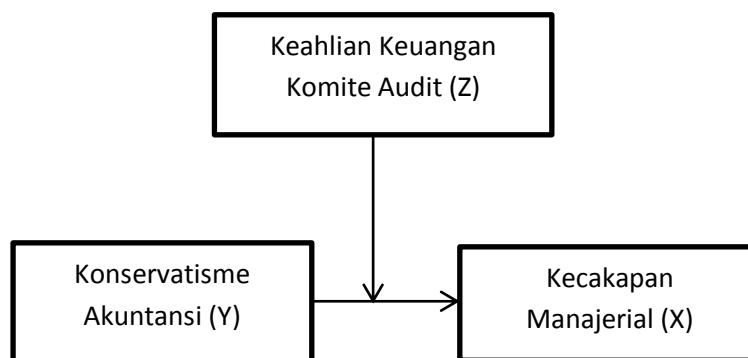 Keahlian Keuangan
Komite Audit (Z)
Konservatisme
Akuntansi (Y)
Kecakapan
Manajerial (X)